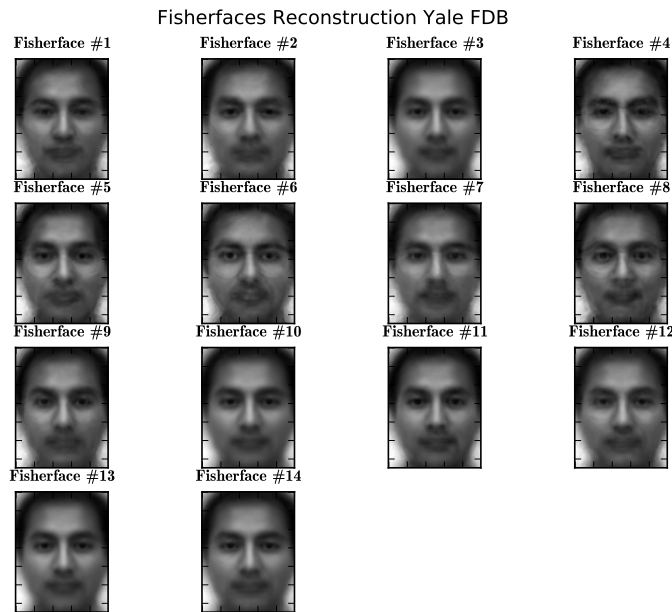 Fisherfaces Reconstruction Yale FDB
Fisherface #1 Fisherface #2 Fisherface #3 Fisherface #4
Fisherface #5 Fisherface #6 Fisherface #7 Fisherface #8
Fisherface #9 Fisherface #10 Fisherface #11 Fisherface #12
Fisherface #13 Fisherface #14